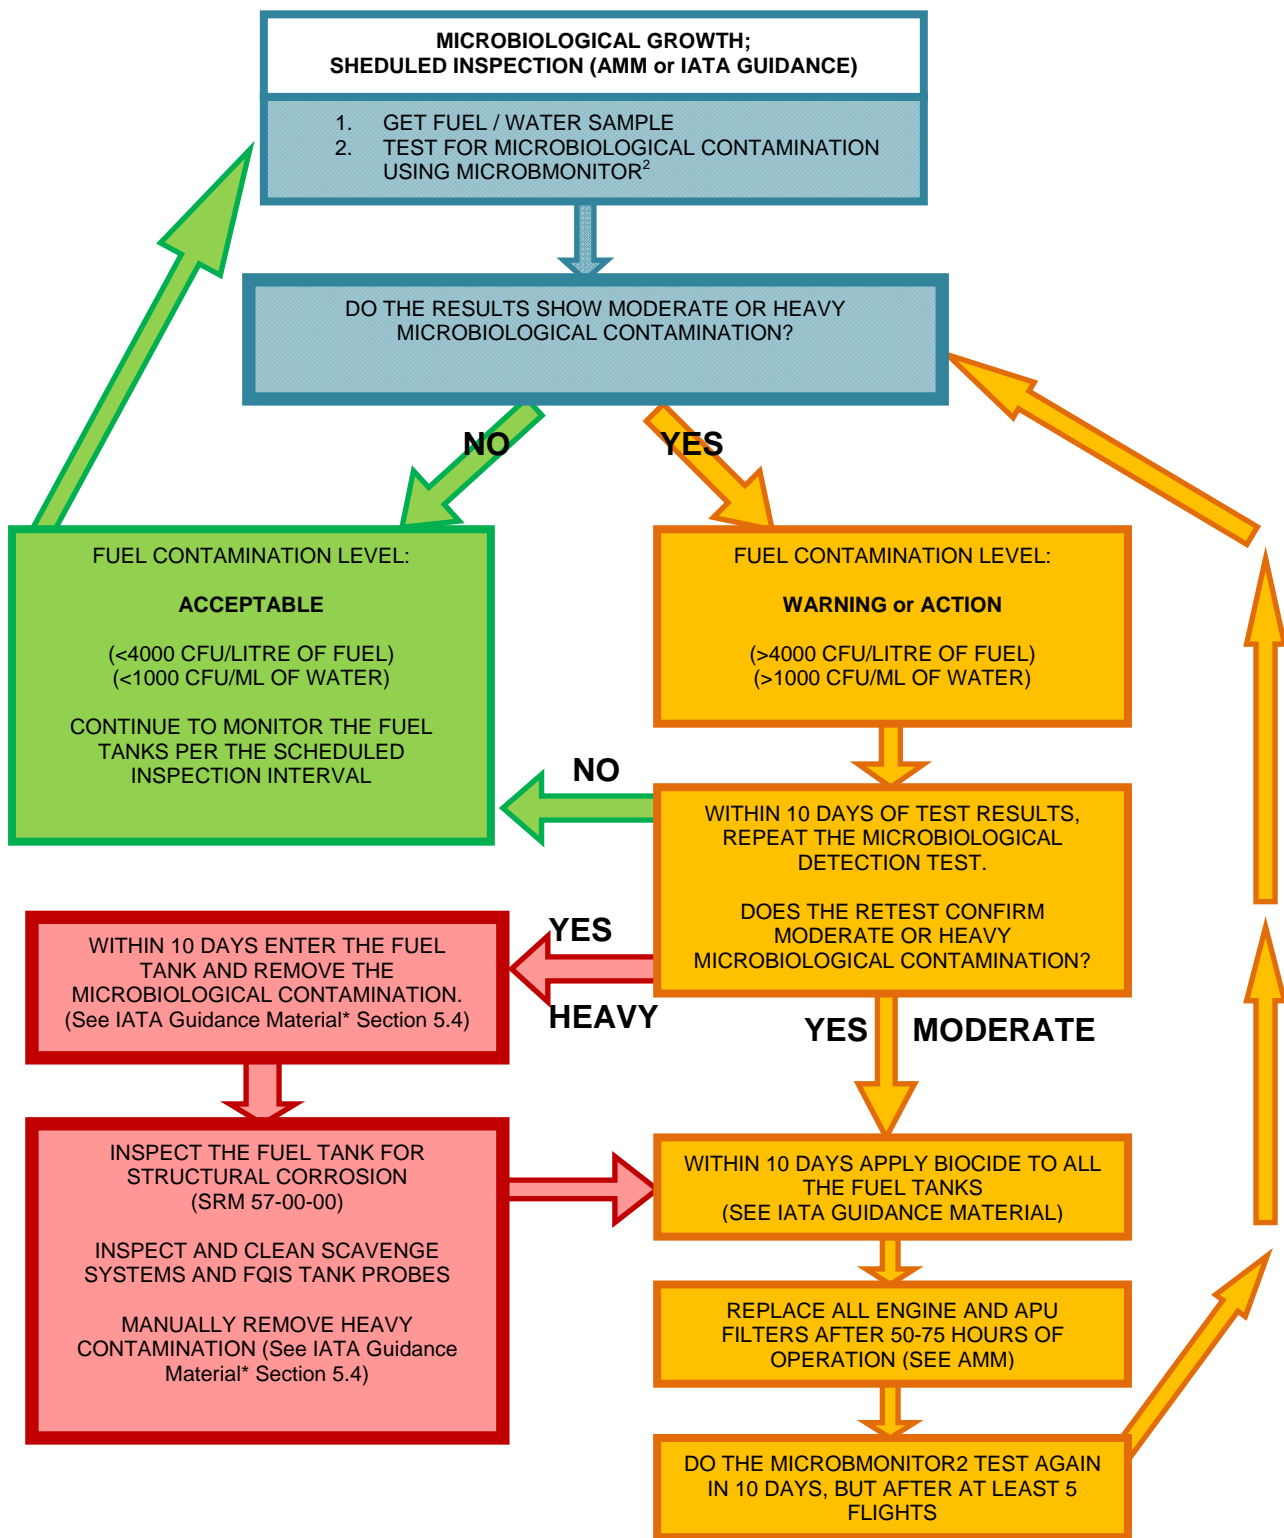 MICROBIOLOGICAL GROWTH;
SHEDULED INSPECTION (AMM or IATA GUIDANCE)
1. GET FUEL / WATER SAMPLE
2. TEST FOR MICROBIOLOGICAL CONTAMINATION
USING MICROBMONITOR²
DO THE RESULTS SHOW MODERATE OR HEAVY
MICROBIOLOGICAL CONTAMINATION?
NO
YES
FUEL CONTAMINATION LEVEL:
ACCEPTABLE
(<4000 CFU/LITRE OF FUEL)
(<1000 CFU/ML OF WATER)
CONTINUE TO MONITOR THE FUEL
TANKS PER THE SCHEDULED
INSPECTION INTERVAL
FUEL CONTAMINATION LEVEL:
WARNING or ACTION
(>4000 CFU/LITRE OF FUEL)
(>1000 CFU/ML OF WATER)
NO
WITHIN 10 DAYS OF TEST RESULTS,
REPEAT THE MICROBIOLOGICAL
DETECTION TEST.
DOES THE RETEST CONFIRM
MODERATE OR HEAVY
MICROBIOLOGICAL CONTAMINATION?
YES
HEAVY
YES MODERATE
WITHIN 10 DAYS ENTER THE FUEL
TANK AND REMOVE THE
MICROBIOLOGICAL CONTAMINATION.
(See IATA Guidance Material* Section 5.4)
INSPECT THE FUEL TANK FOR
STRUCTURAL CORROSION
(SRM 57-00-00)
INSPECT AND CLEAN SCAVENGE
SYSTEMS AND FQIS TANK PROBES
MANUALLY REMOVE HEAVY
CONTAMINATION (See IATA Guidance
Material* Section 5.4)
WITHIN 10 DAYS APPLY BIOCIDE TO ALL
THE FUEL TANKS
(SEE IATA GUIDANCE MATERIAL)
REPLACE ALL ENGINE AND APU
FILTERS AFTER 50-75 HOURS OF
OPERATION (SEE AMM)
DO THE MICROBMONITOR2 TEST AGAIN
IN 10 DAYS, BUT AFTER AT LEAST 5
FLIGHTS